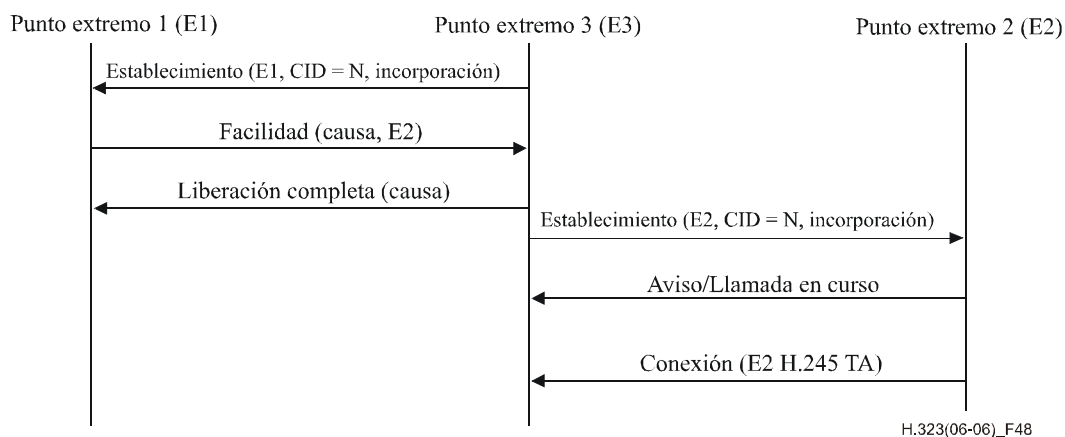 Punto extremo 1 (E1)
Punto extremo 3 (E3)
Punto extremo 2 (E2)
Establecimiento (E1, CID = N, incorporación)
Facilidad (causa, E2)
Liberación completa (causa)
Establecimiento (E2, CID = N, incorporación)
Aviso/Llamada en curso
Conexión (E2 H.245 TA)
H.323(06-06)_F48